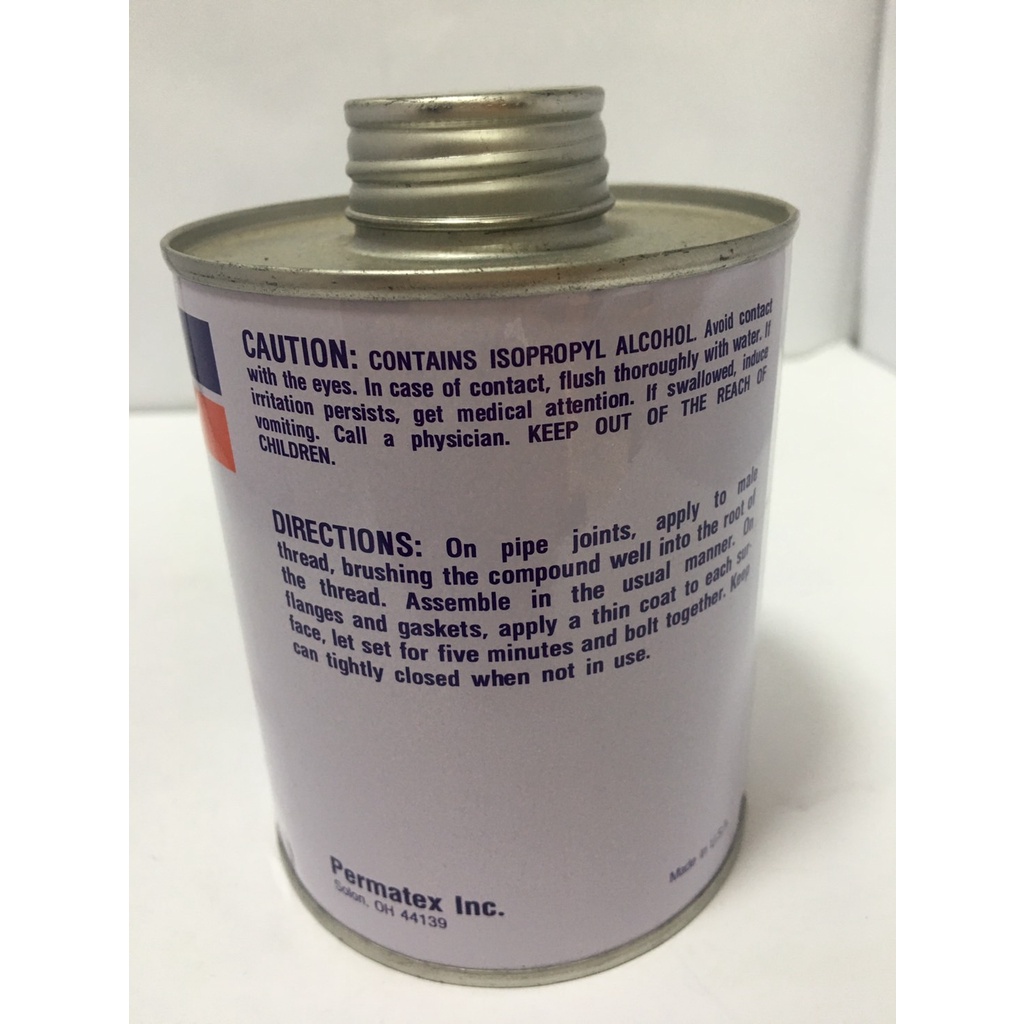 CAUTION: CONTAINS ISOPROPYL ALCOHOL. Avoid contact
with the eyes. In case of contact, flush thoroughly with water. If
irritation persists, get medical attention. If swallowed, induce
vomiting. Call a physician. KEEP OUT OF THE REACH OF
CHILDREN.
DIRECTIONS: On pipe joints, apply to male
thread, brushing the compound well into the root of
the thread. Assemble in the usual manner. On
flanges and gaskets, apply a thin coat to each sur-
face, let set for five minutes and bolt together. Keep
can tightly closed when not in use.
Permatex Inc.
Solon, OH 44139
Made in U.S.A.